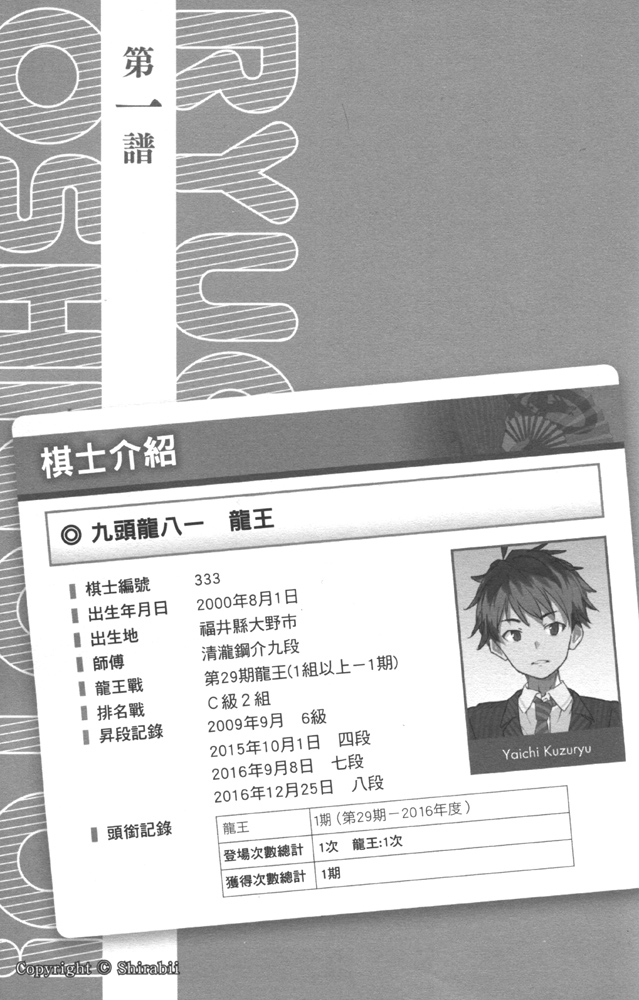 第一譜
RYUO
OSHI
棋士介紹
◎ 九頭龍八一 龍王
棋士編號 333
出生年月日 2000年8月1日
出生地 福井縣大野市
師傅 清瀧鋼介九段
龍王戰 第29期龍王(1組以上－1期)
排名戰 C級2組
昇段記錄 2009年9月 6級
2015年10月1日 四段
2016年9月8日 七段
2016年12月25日 八段
Yaichi Kuzuryu
頭銜記錄
龍王 1期（第29期－2016年度）
登場次數總計 1次 龍王:1次
獲得次數總計 1期
Copyright © Shirabii